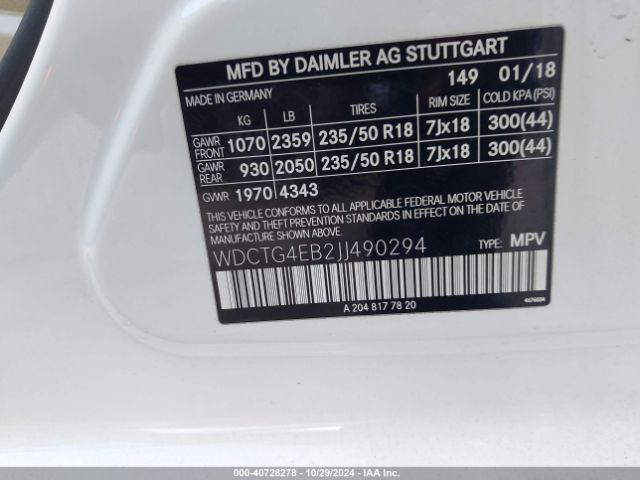 MFD BY DAIMLER AG STUTTGART
149 01/18
MADE IN GERMANY
KG LB TIRES RIM SIZE COLD KPA (PSI)
GAWR FRONT 1070 2359 235/50 R18 7Jx18 300(44)
GAWR REAR 930 2050 235/50 R18 7Jx18 300(44)
GVWR 1970 4343
THIS VEHICLE CONFORMS TO ALL APPLICABLE FEDERAL MOTOR VEHICLE
SAFETY AND THEFT PREVENTION STANDARDS IN EFFECT ON THE DATE OF
MANUFACTURE SHOWN ABOVE.
WDCTG4EB2JJ490294 TYPE: MPV
A 204 817 78 20
000-40728278 - 10/29/2024 - IAA Inc.